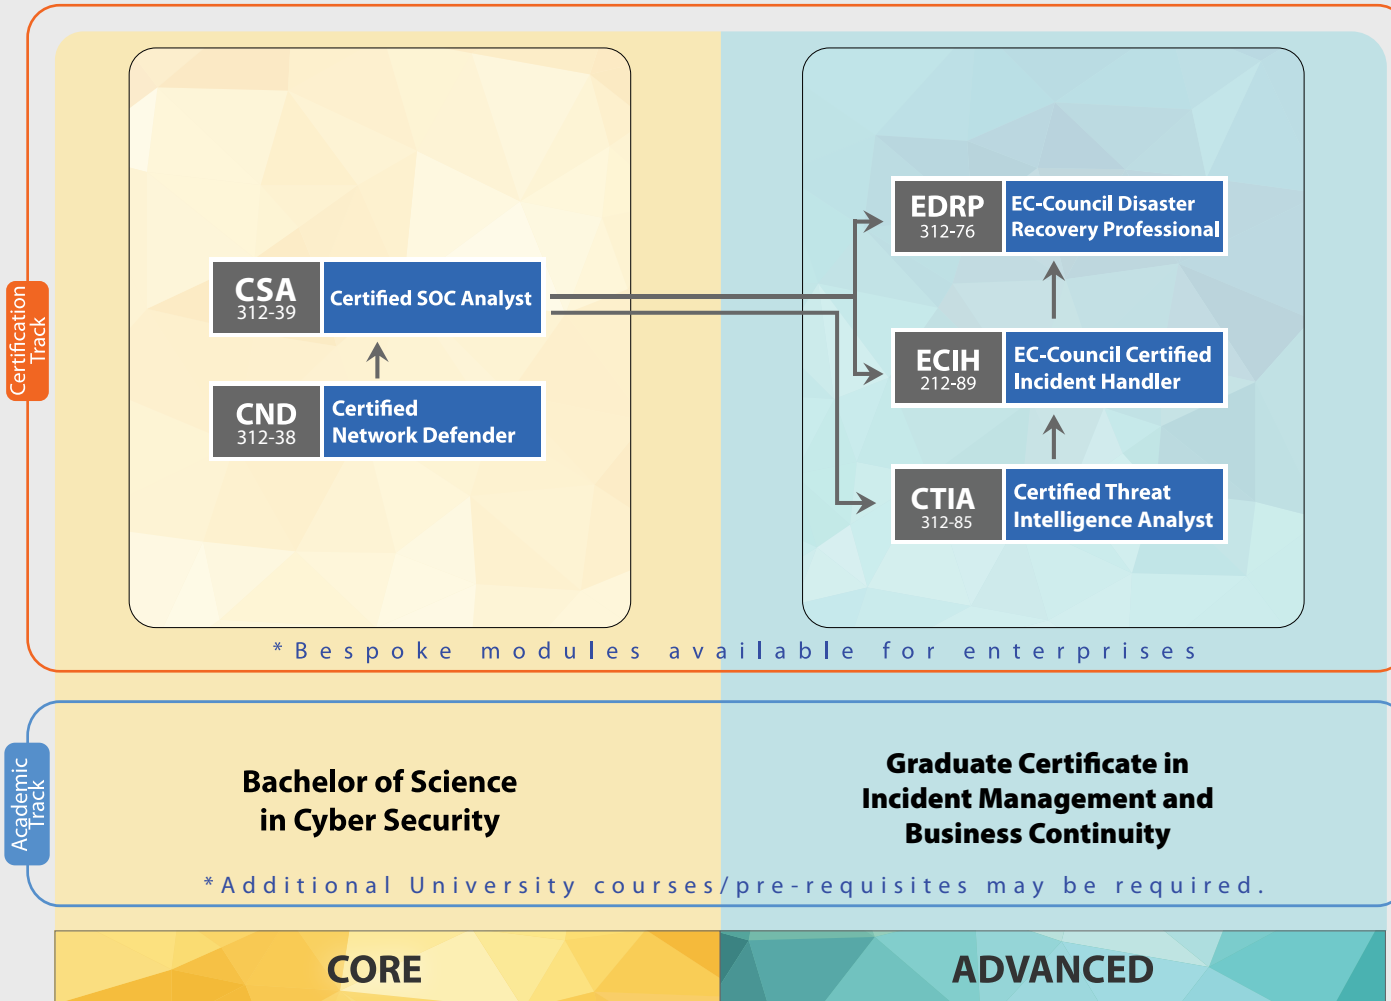 Certification
Track
CSA
312-39
Certified SOC Analyst
CND
312-38
Certified
Network Defender
EDRP
312-76
EC-Council Disaster
Recovery Professional
ECIH
212-89
EC-Council Certified
Incident Handler
CTIA
312-85
Certified Threat
Intelligence Analyst
*Bespoke modules available for enterprises
Academic
Track
Bachelor of Science
in Cyber Security
Graduate Certificate in
Incident Management and
Business Continuity
*Additional University courses/pre-requisites may be required.
CORE
ADVANCED